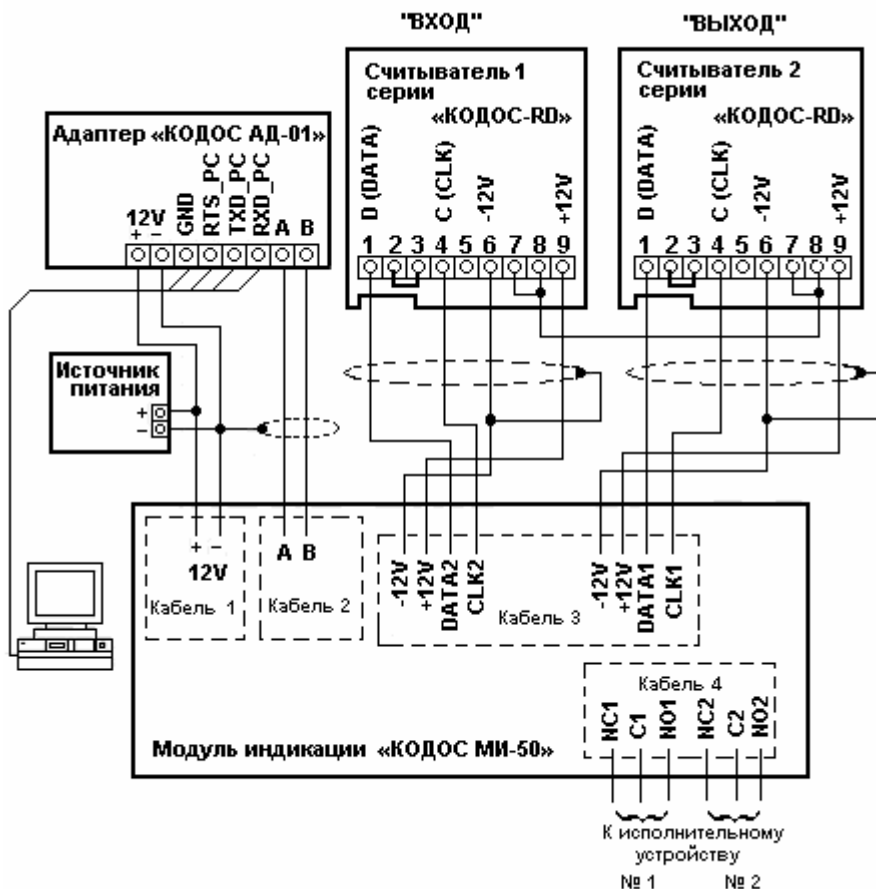 "ВХОД"
"ВЫХОД"
Адаптер «КОДОС АД-01»
12V
+ −
GND
RTS_PC
TXD_PC
RXD_PC
A
B
Считыватель 1
серии
«КОДОС-RD»
D (DATA)
C (CLK)
-12V
+12V
1 2 3 4 5 6 7 8 9
Считыватель 2
серии
«КОДОС-RD»
D (DATA)
C (CLK)
-12V
+12V
1 2 3 4 5 6 7 8 9
Источник
питания
+
−
+ −
12V
Кабель 1
A B
Кабель 2
-12V
+12V
DATA2
CLK2
-12V
+12V
DATA1
CLK1
Кабель 3
Кабель 4
NC1
C1
NO1
NC2
C2
NO2
Модуль индикации «КОДОС МИ-50»
К исполнительному
устройству
№ 1 № 2